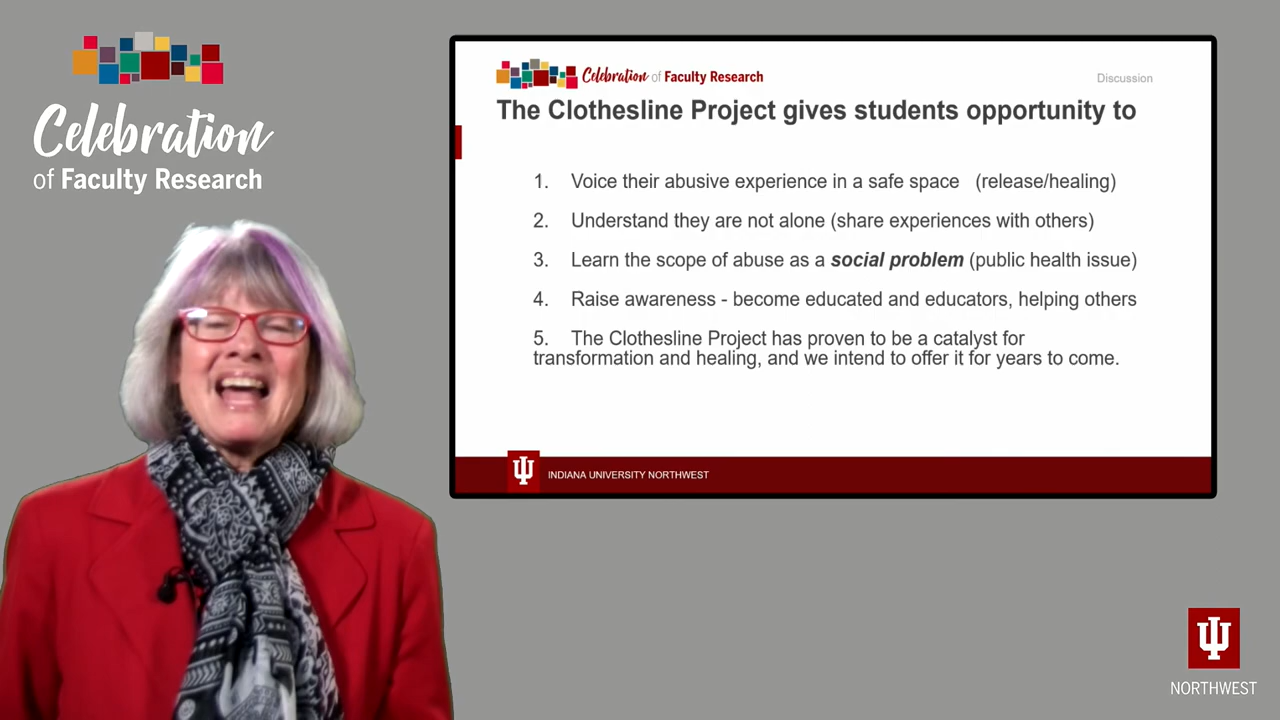 Celebration
of Faculty Research
Celebration of Faculty Research
Discussion
The Clothesline Project gives students opportunity to
1. Voice their abusive experience in a safe space (release/healing)
2. Understand they are not alone (share experiences with others)
3. Learn the scope of abuse as a social problem (public health issue)
4. Raise awareness - become educated and educators, helping others
5. The Clothesline Project has proven to be a catalyst for
transformation and healing, and we intend to offer it for years to come.
INDIANA UNIVERSITY NORTHWEST
NORTHWEST